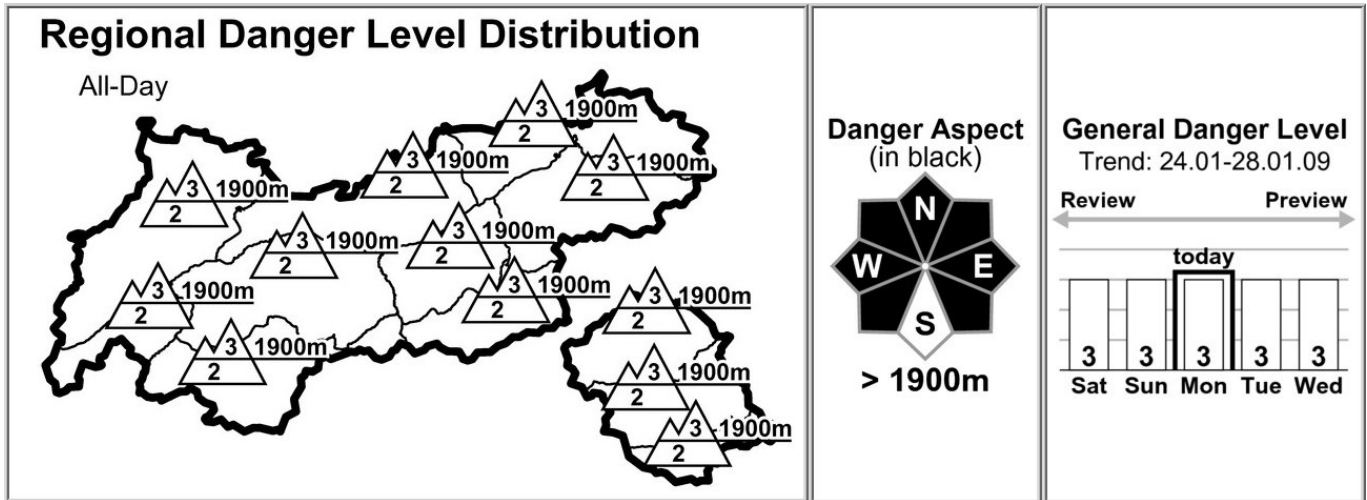 Regional Danger Level Distribution
All-Day
3 1900m
2
3 1900m
2
3 1900m
2
3 1900m
2
3 1900m
2
3 1900m
2
3 1900m
2
3 1900m
2
3 1900m
2
3 1900m
2
3 1900m
2
3 1900m
2
Danger Aspect
(in black)
N
W E
S
> 1900m
General Danger Level
Trend: 24.01-28.01.09
Review Preview
today
3 3 3 3 3
Sat Sun Mon Tue Wed